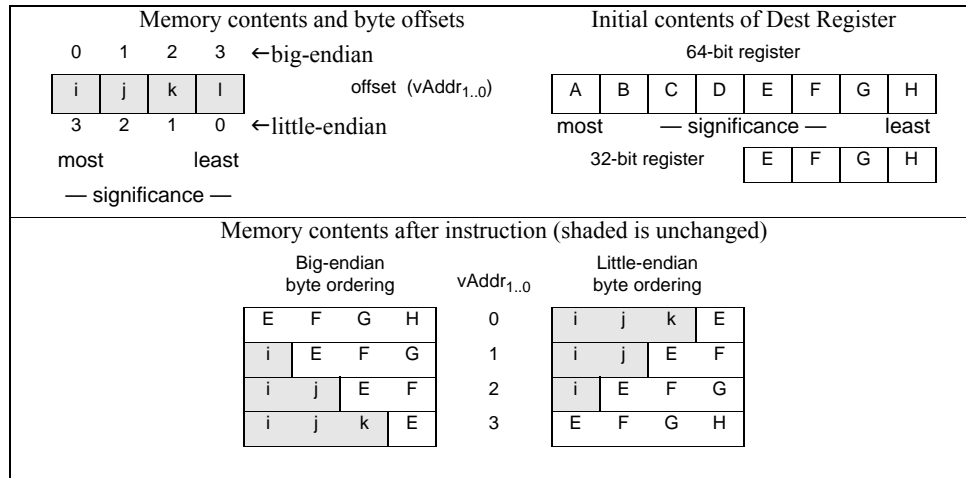 Memory contents and byte offsets
Initial contents of Dest Register
0 1 2 3 ←big-endian
64-bit register
i j k l
offset (vAddr1..0)
A B C D E F G H
3 2 1 0 ←little-endian
most — significance — least
most least
32-bit register
E F G H
— significance —
Memory contents after instruction (shaded is unchanged)
Big-endian
byte ordering
vAddr1..0
Little-endian
byte ordering
E F G H 0 i j k E
i E F G 1 i j E F
i j E F 2 i E F G
i j k E 3 E F G H